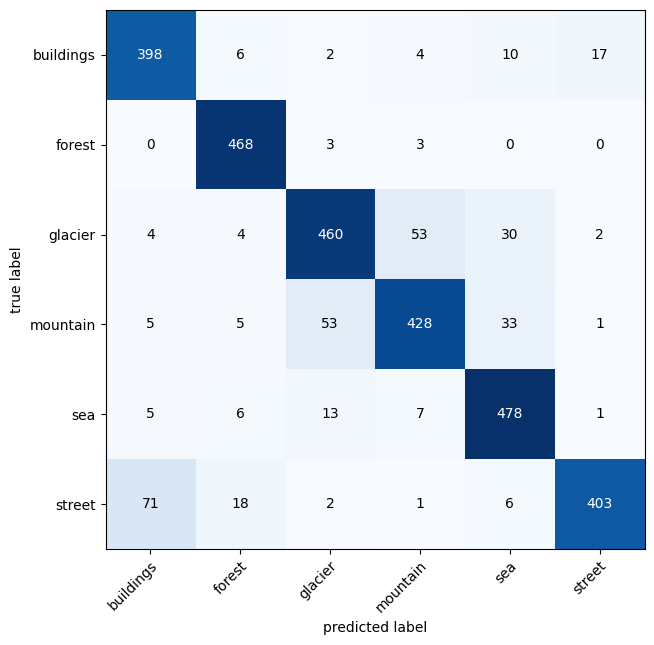 buildings 398 6 2 4 10 17
forest 0 468 3 3 0 0
glacier 4 4 460 53 30 2
true label
mountain 5 5 53 428 33 1
sea 5 6 13 7 478 1
street 71 18 2 1 6 403
buildings forest glacier mountain sea street
predicted label